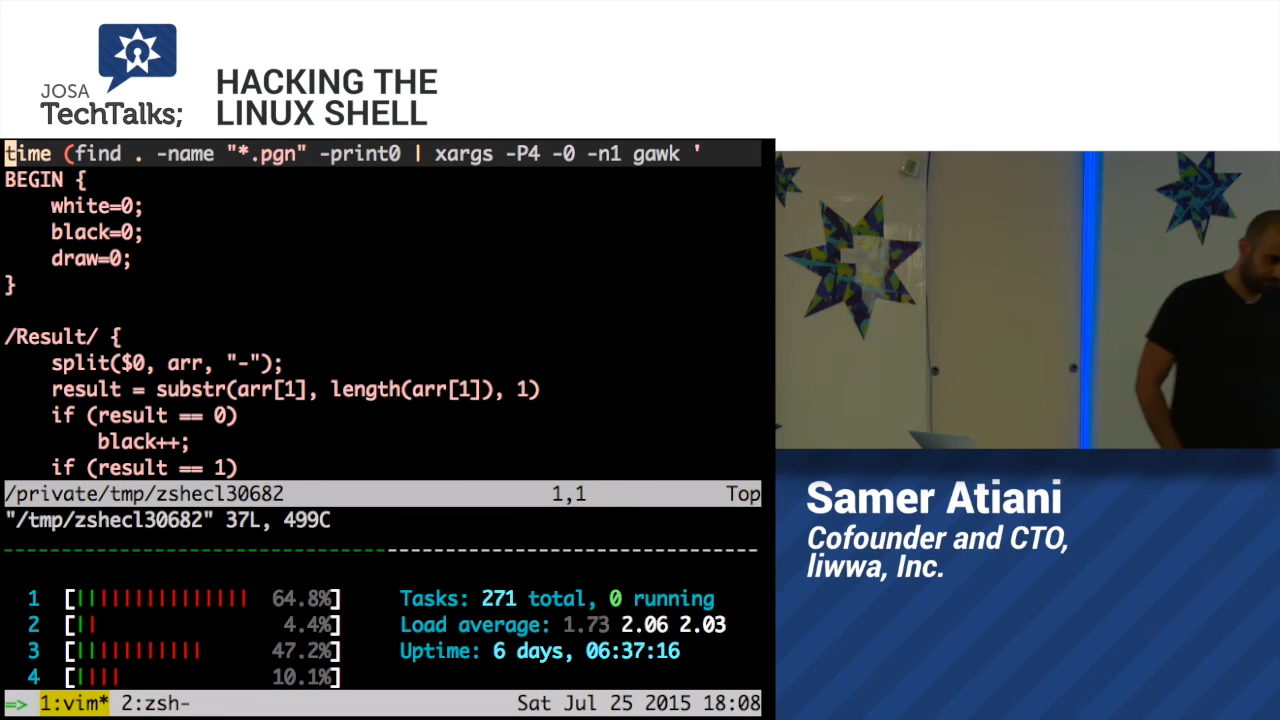 JOSA
TechTalks;
HACKING THE
LINUX SHELL
time (find . -name "*.pgn" -print0 | xargs -P4 -0 -n1 gawk '
BEGIN {
    white=0;
    black=0;
    draw=0;
}
/Result/ {
    split($0, arr, "-");
    result = substr(arr[1], length(arr[1]), 1)
    if (result == 0)
        black++;
    if (result == 1)
/private/tmp/zshecl30682 1,1 Top
"/tmp/zshecl30682" 37L, 499C
1 [|||||||||||||||64.8%] Tasks: 271 total, 0 running
2 [|| 4.4%] Load average: 1.73 2.06 2.03
3 [||||||||||| 47.2%] Uptime: 6 days, 06:37:16
4 [|||| 10.1%]
=> 1:vim* 2:zsh- Sat Jul 25 2015 18:08
Samer Atiani
Cofounder and CTO,
liwwa, Inc.